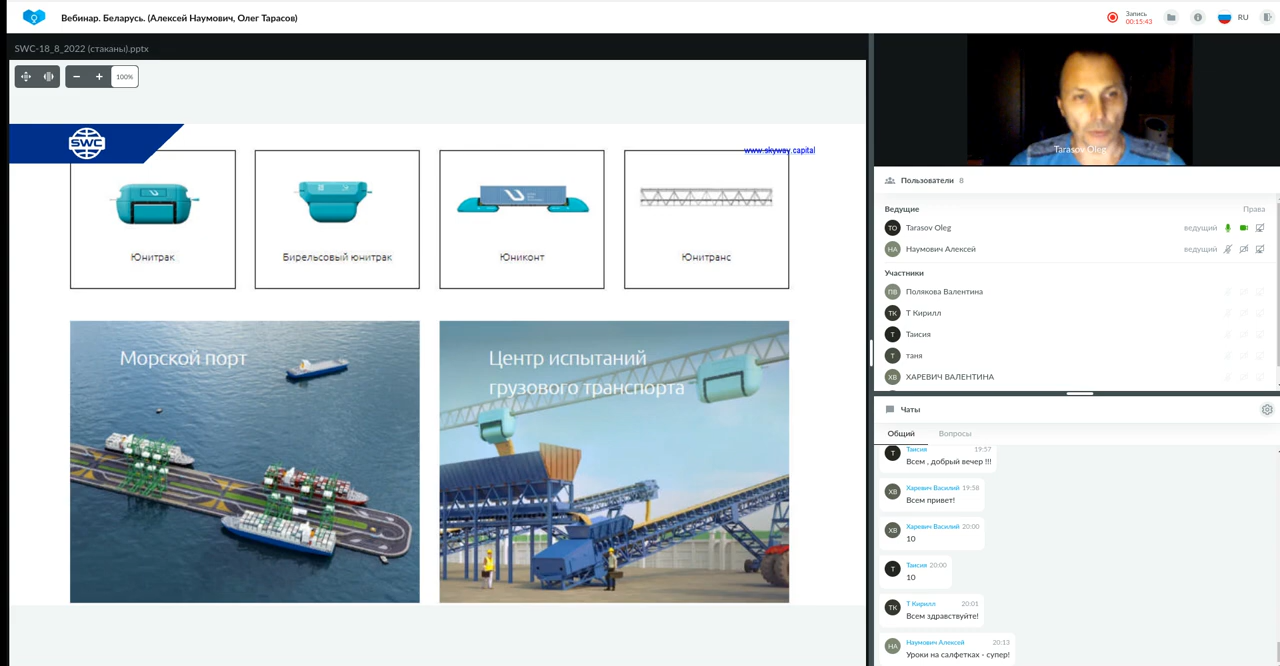 Вебинар. Беларусь. (Алексей Наумович, Олег Тарасов)
Запись
00:15:43
RU
SWC-18_8_2022 (стаканы).pptx
100%
SWC
www.skyway.capital
Юнитрак
Бирельсовый юнитрак
Юниконт
Юнитранс
Морской порт
Центр испытаний
грузового транспорта
Tarasov Oleg
Пользователи 8
Ведущие Права
TO Tarasov Oleg ведущий
НА Наумович Алексей ведущий
Участники
ПВ Полякова Валентина
ТК Т Кирилл
Т Таисия
Т таня
ХВ ХАРЕВИЧ ВАЛЕНТИНА
Чаты
Общий Вопросы
Т Таисия 19:57
Всем , добрый вечер !!!
ХВ Харевич Василий 19:58
Всем привет!
ХВ Харевич Василий 20:00
10
Т Таисия 20:00
10
ТК Т Кирилл 20:01
Всем здравствуйте!
НА Наумович Алексей 20:13
Уроки на салфетках - супер!